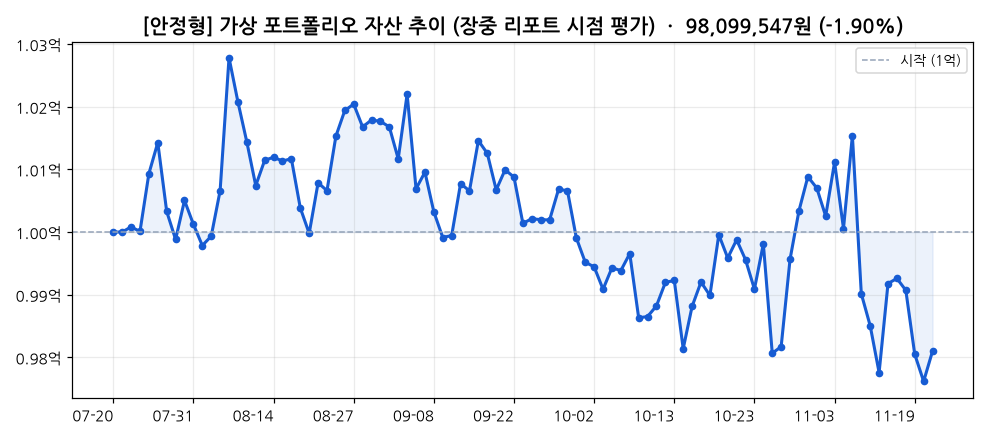 [안정형] 가상 포트폴리오 자산 추이 (장중 리포트 시점 평가) · 98,099,547원 (-1.90%)
시작 (1억)
1.03억
1.02억
1.01억
1.00억
0.99억
0.98억
07-20 07-31 08-14 08-27 09-08 09-22 10-02 10-13 10-23 11-03 11-19